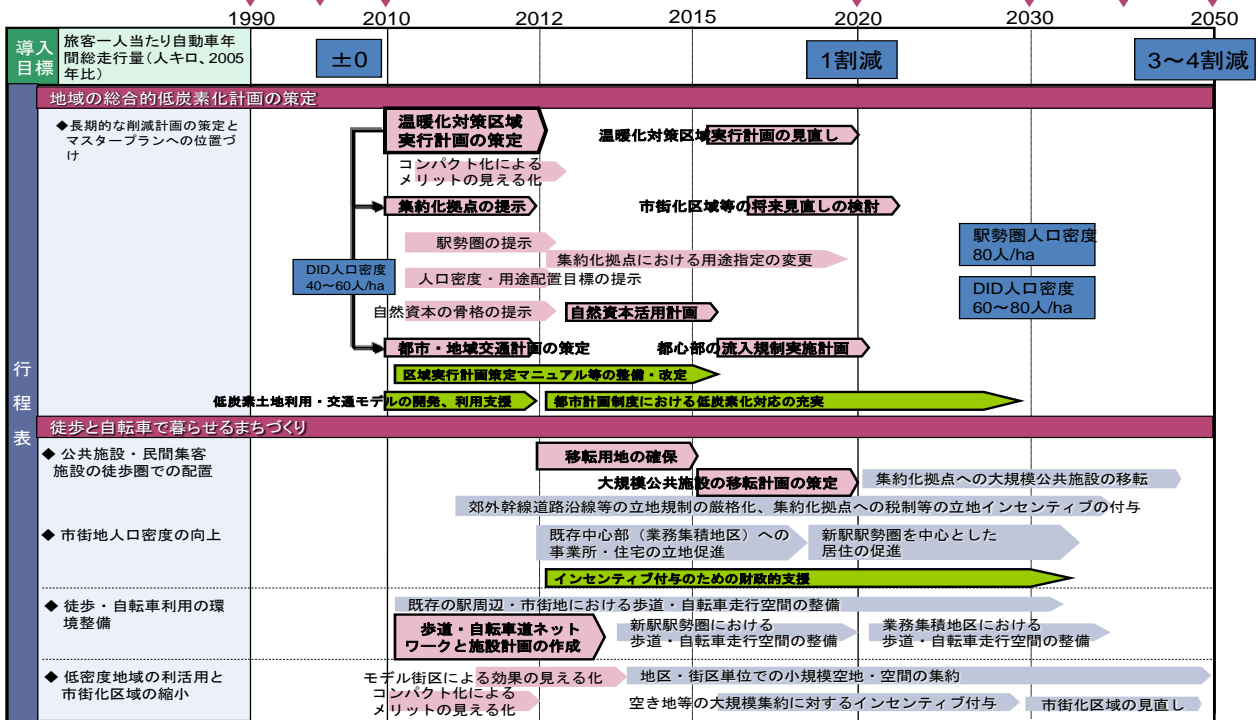 1990 2010 2012 2015 2020 2030 2050
導入
目標
旅客一人当たり自動車年
間総走行量(人キロ、2005
年比)
±0
1割減
3～4割減
行程表
地域の総合的低炭素化計画の策定
◆長期的な削減計画の策定と
マスタープランへの位置づ
け
温暖化対策区域
実行計画の策定
温暖化対策区域実行計画の見直し
コンパクト化による
メリットの見える化
集約化拠点の提示
市街化区域等の将来見直しの検討
駅勢圏の提示
集約化拠点における用途指定の変更
駅勢圏人口密度
80人/ha
DID人口密度
40～60人/ha
人口密度・用途配置目標の提示
DID人口密度
60～80人/ha
自然資本の骨格の提示
自然資本活用計画
都市・地域交通計画の策定
都心部の流入規制実施計画
区域実行計画策定マニュアル等の整備・改定
低炭素土地利用・交通モデルの開発、利用支援
都市計画制度における低炭素化対応の充実
徒歩と自転車で暮らせるまちづくり
◆ 公共施設・民間集客
施設の徒歩圏での配置
移転用地の確保
大規模公共施設の移転計画の策定
集約化拠点への大規模公共施設の移転
郊外幹線道路沿線等の立地規制の厳格化、集約化拠点への税制等の立地インセンティブの付与
◆ 市街地人口密度の向上
既存中心部（業務集積地区）への
事業所・住宅の立地促進
新駅駅勢圏を中心とした
居住の促進
インセンティブ付与のための財政的支援
◆ 徒歩・自転車利用の環
境整備
既存の駅周辺・市街地における歩道・自転車走行空間の整備
歩道・自転車道ネット
ワークと施設計画の作成
新駅駅勢圏における
歩道・自転車走行空間の整備
業務集積地区における
歩道・自転車走行空間の整備
◆ 低密度地域の利活用と
市街化区域の縮小
モデル街区による効果の見える化
地区・街区単位での小規模空地・空間の集約
コンパクト化による
メリットの見える化
空き地等の大規模集約に対するインセンティブ付与
市街化区域の見直し